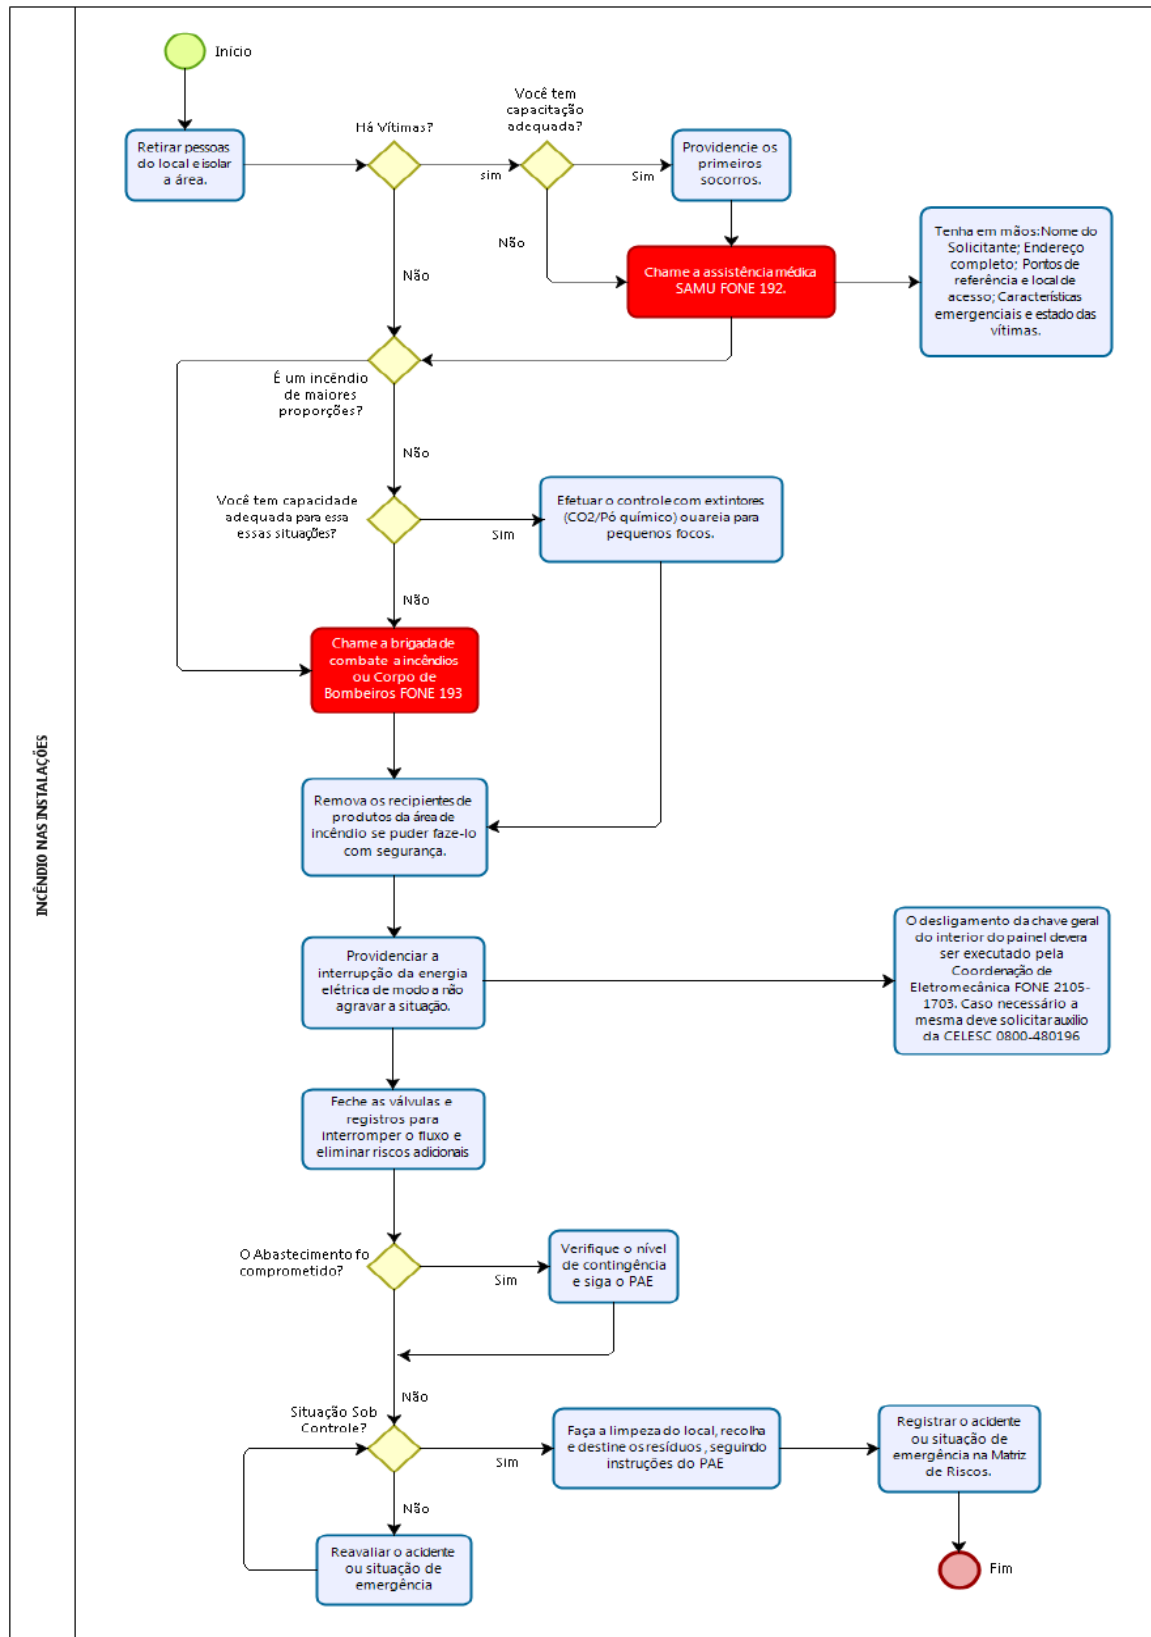 INCÊNDIO NAS INSTALAÇÕES
Início
Retirar pessoas
do local e isolar
a área.
Há Vítimas?
sim
Não
Você tem
capacitação
adequada?
Sim
Não
Providencie os
primeiros
socorros.
Chame a assistência médica
SAMU FONE 192.
Tenha em mãos:Nome do
Solicitante; Endereço
completo; Pontos de
referência e local de
acesso; Características
emergenciais e estado das
vítimas.
É um incêndio
de maiores
proporções?
Não
Você tem capacidade
adequada para essa
essas situações?
Sim
Não
Efetuar o controle com extintores
(CO2/Pó químico) ou areia para
pequenos focos.
Chame a brigada de
combate a incêndios
ou Corpo de
Bombeiros FONE 193
Remova os recipientes de
produtos da área de
incêndio se puder faze-lo
com segurança.
Providenciar a
interrupção da energia
elétrica de modo a não
agravar a situação.
O desligamento da chave geral
do interior do painel devera
ser executado pela
Coordenação de
Eletromecânica FONE 2105-
1703. Caso necessário a
mesma deve solicitar auxilio
da CELESC 0800-480196
Feche as válvulas e
registros para
interromper o fluxo e
eliminar riscos adicionais
O Abastecimento fo
comprometido?
Sim
Verifique o nível
de contingência
e siga o PAE
Não
Situação Sob
Controle?
Sim
Faça a limpeza do local, recolha
e destine os resíduos , seguindo
instruções do PAE
Registrar o acidente
ou situação de
emergência na Matriz
de Riscos.
Não
Reavaliar o acidente
ou situação de
emergência
Fim